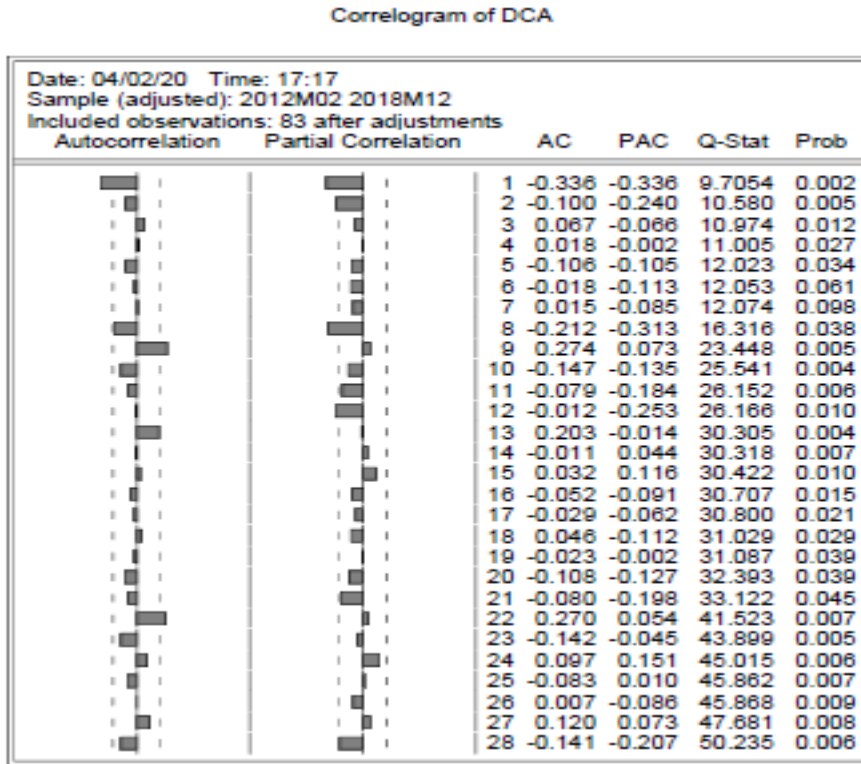 Correlogram of DCA
Date: 04/02/20 Time: 17:17
Sample (adjusted): 2012M02 2018M12
Included observations: 83 after adjustments
Autocorrelation Partial Correlation AC PAC Q-Stat Prob
1 -0.336 -0.336 9.7054 0.002
2 -0.100 -0.240 10.580 0.005
3 0.067 -0.066 10.974 0.012
4 0.018 -0.002 11.005 0.027
5 -0.106 -0.105 12.023 0.034
6 -0.018 -0.113 12.053 0.061
7 0.015 -0.085 12.074 0.098
8 -0.212 -0.313 16.316 0.038
9 0.274 0.073 23.448 0.005
10 -0.147 -0.135 25.541 0.004
11 -0.079 -0.184 26.152 0.006
12 -0.012 -0.253 26.166 0.010
13 0.203 -0.014 30.305 0.004
14 -0.011 0.044 30.318 0.007
15 0.032 0.116 30.422 0.010
16 -0.052 -0.091 30.707 0.015
17 -0.029 -0.062 30.800 0.021
18 0.046 -0.112 31.029 0.029
19 -0.023 -0.002 31.087 0.039
20 -0.108 -0.127 32.393 0.039
21 -0.080 -0.198 33.122 0.045
22 0.270 0.054 41.523 0.007
23 -0.142 -0.045 43.899 0.005
24 0.097 0.151 45.015 0.006
25 -0.083 0.010 45.862 0.007
26 0.007 -0.086 45.868 0.009
27 0.120 0.073 47.681 0.008
28 -0.141 -0.207 50.235 0.006